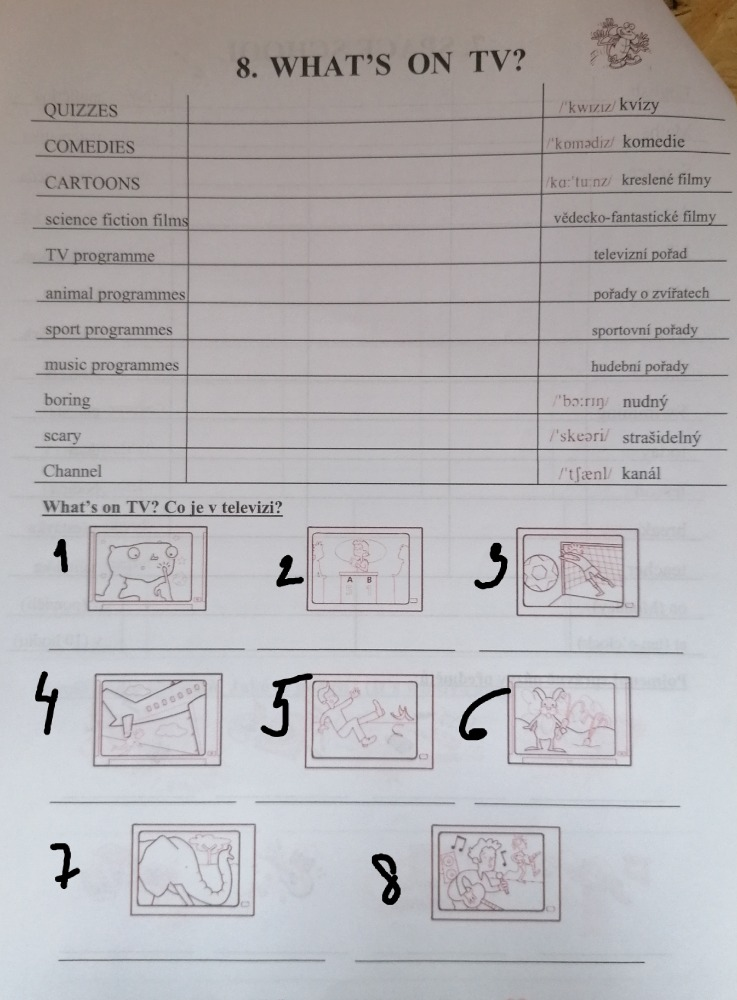 8. WHAT'S ON TV?
QUIZZES /ˈkwɪzɪz/ kvízy
COMEDIES /ˈkɒmədiz/ komedie
CARTOONS /kɑːˈtuːnz/ kreslené filmy
science fiction films vědecko-fantastické filmy
TV programme televizní pořad
animal programmes pořady o zvířatech
sport programmes sportovní pořady
music programmes hudební pořady
boring /ˈbɔːrɪŋ/ nudný
scary /ˈskeəri/ strašidelný
Channel /ˈtʃænl/ kanál
What's on TV? Co je v televizi?
1 2 3
A B
4 5 6
7 8